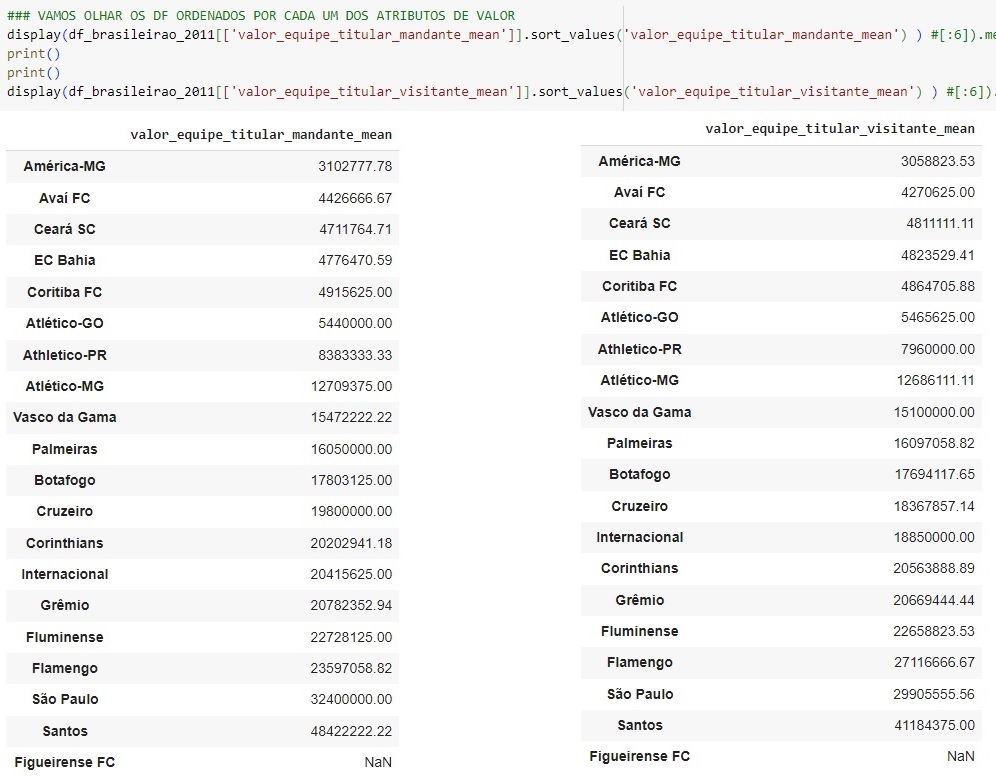 ### VAMOS OLHAR OS DF ORDENADOS POR CADA UM DOS ATRIBUTOS DE VALOR
display(df_brasileirao_2011[['valor_equipe_titular_mandante_mean']].sort_values('valor_equipe_titular_mandante_mean') ) #[:6]).me
print()
print()
display(df_brasileirao_2011[['valor_equipe_titular_visitante_mean']].sort_values('valor_equipe_titular_visitante_mean') ) #[:6]).
valor_equipe_titular_mandante_mean
América-MG 3102777.78
Avaí FC 4426666.67
Ceará SC 4711764.71
EC Bahia 4776470.59
Coritiba FC 4915625.00
Atlético-GO 5440000.00
Athletico-PR 8383333.33
Atlético-MG 12709375.00
Vasco da Gama 15472222.22
Palmeiras 16050000.00
Botafogo 17803125.00
Cruzeiro 19800000.00
Corinthians 20202941.18
Internacional 20415625.00
Grêmio 20782352.94
Fluminense 22728125.00
Flamengo 23597058.82
São Paulo 32400000.00
Santos 48422222.22
Figueirense FC NaN
valor_equipe_titular_visitante_mean
América-MG 3058823.53
Avaí FC 4270625.00
Ceará SC 4811111.11
EC Bahia 4823529.41
Coritiba FC 4864705.88
Atlético-GO 5465625.00
Athletico-PR 7960000.00
Atlético-MG 12686111.11
Vasco da Gama 15100000.00
Palmeiras 16097058.82
Botafogo 17694117.65
Cruzeiro 18367857.14
Internacional 18850000.00
Corinthians 20563888.89
Grêmio 20669444.44
Fluminense 22658823.53
Flamengo 27116666.67
São Paulo 29905555.56
Santos 41184375.00
Figueirense FC NaN